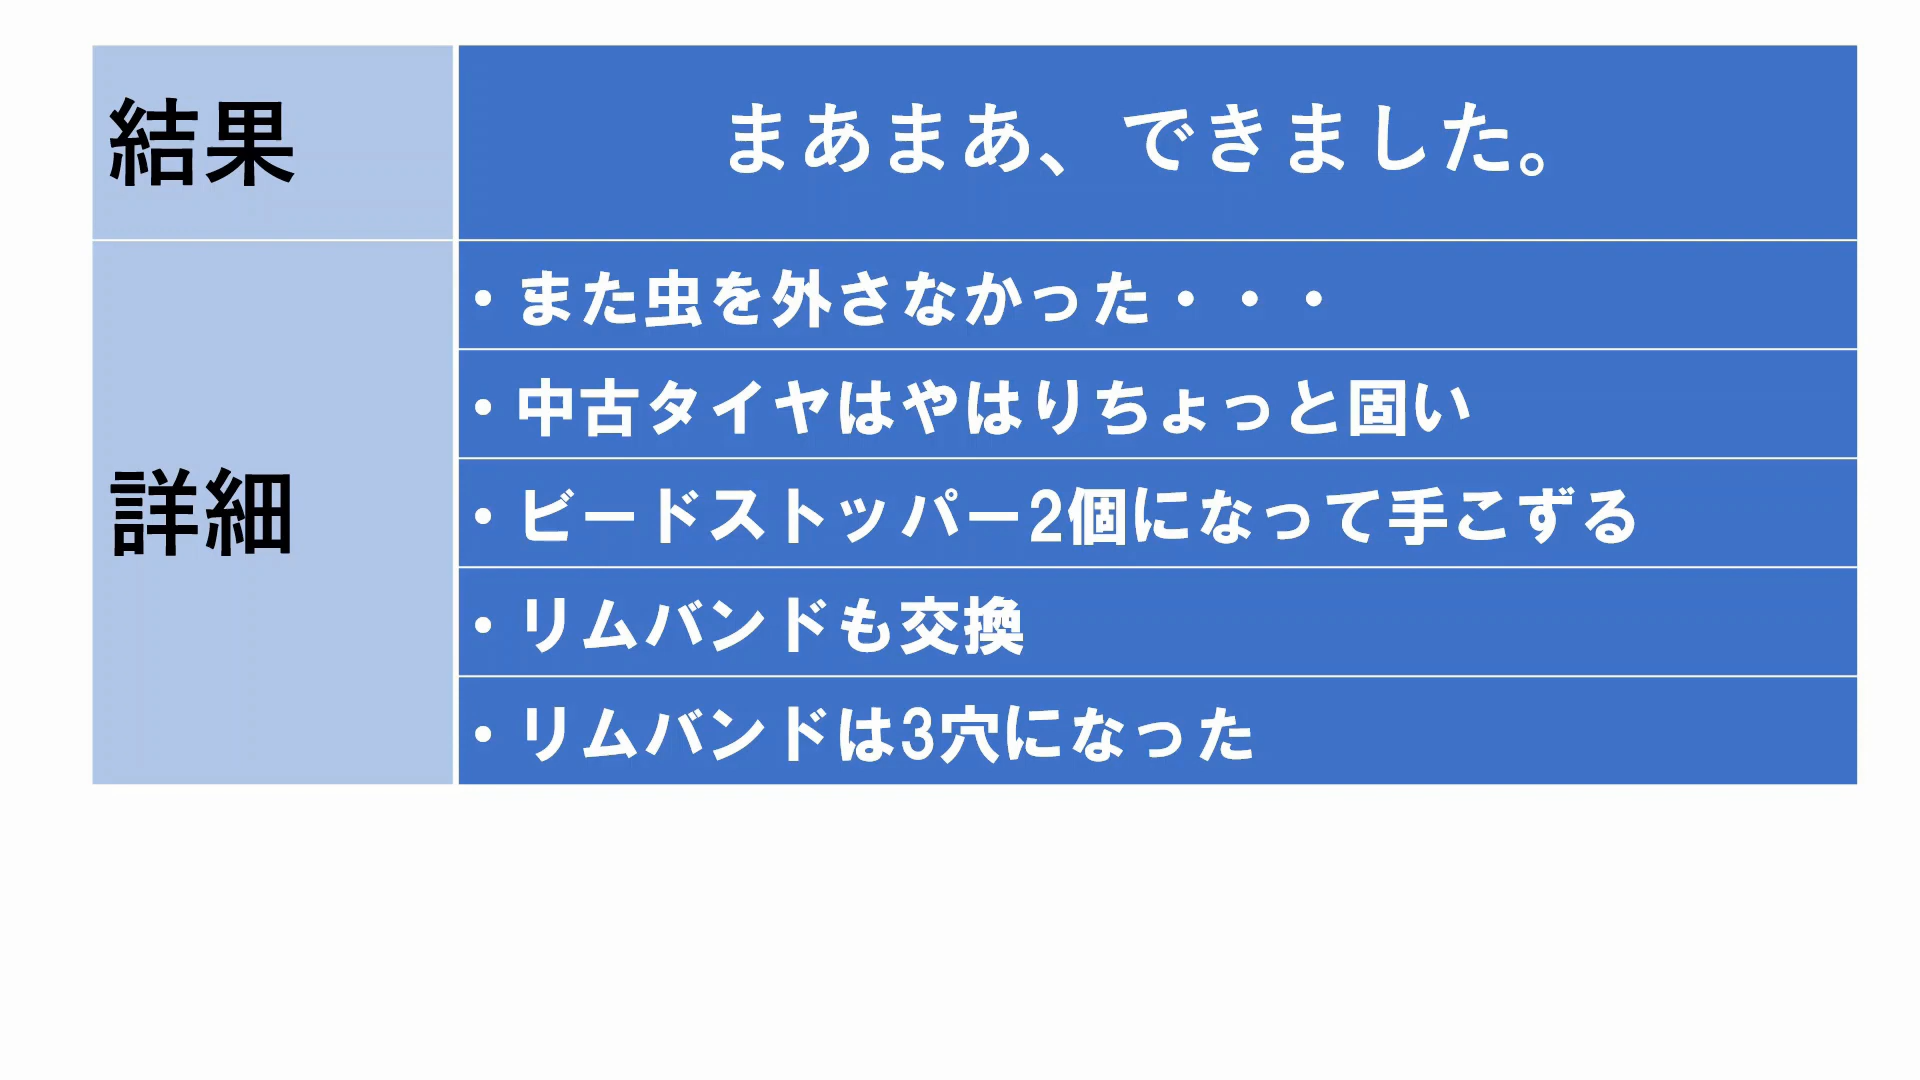 結果
まあまあ、できました。
詳細
・また虫を外さなかった・・・
・中古タイヤはやはりちょっと固い
・ビードストッパー2個になって手こずる
・リムバンドも交換
・リムバンドは3穴になった